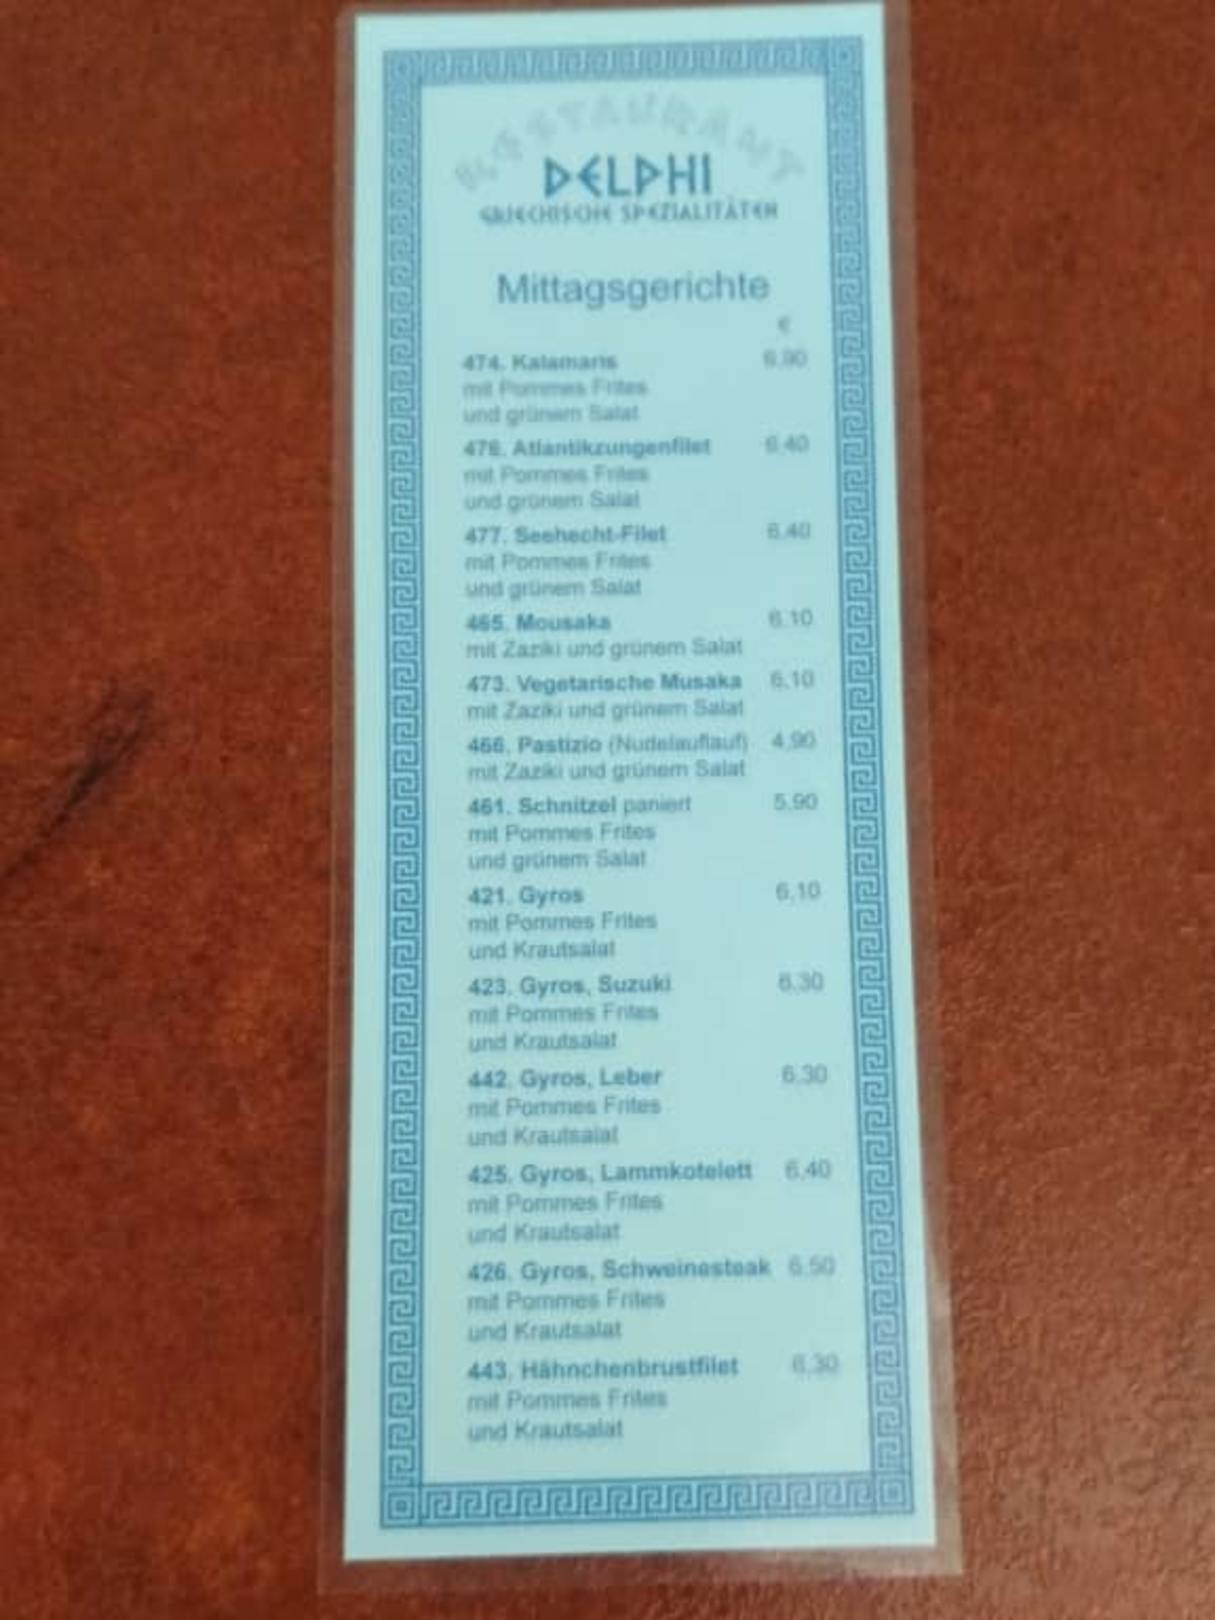 RESTAURANT
DELPHI
GRIECHISCHE SPEZIALITÄTEN
Mittagsgerichte
€
474. Kalamaris 6,90
mit Pommes Frites
und grünem Salat
476. Atlantikzungenfilet 6,40
mit Pommes Frites
und grünem Salat
477. Seehecht-Filet 6,40
mit Pommes Frites
und grünem Salat
465. Mousaka 6,10
mit Zaziki und grünem Salat
473. Vegetarische Musaka 6,10
mit Zaziki und grünem Salat
466. Pastizio (Nudelauflauf) 4,90
mit Zaziki und grünem Salat
461. Schnitzel paniert 5,90
mit Pommes Frites
und grünem Salat
421. Gyros 6,10
mit Pommes Frites
und Krautsalat
423. Gyros, Suzuki 6,30
mit Pommes Frites
und Krautsalat
442. Gyros, Leber 6,30
mit Pommes Frites
und Krautsalat
425. Gyros, Lammkotelett 6,40
mit Pommes Frites
und Krautsalat
426. Gyros, Schweinesteak 6,50
mit Pommes Frites
und Krautsalat
443. Hähnchenbrustfilet 6,30
mit Pommes Frites
und Krautsalat